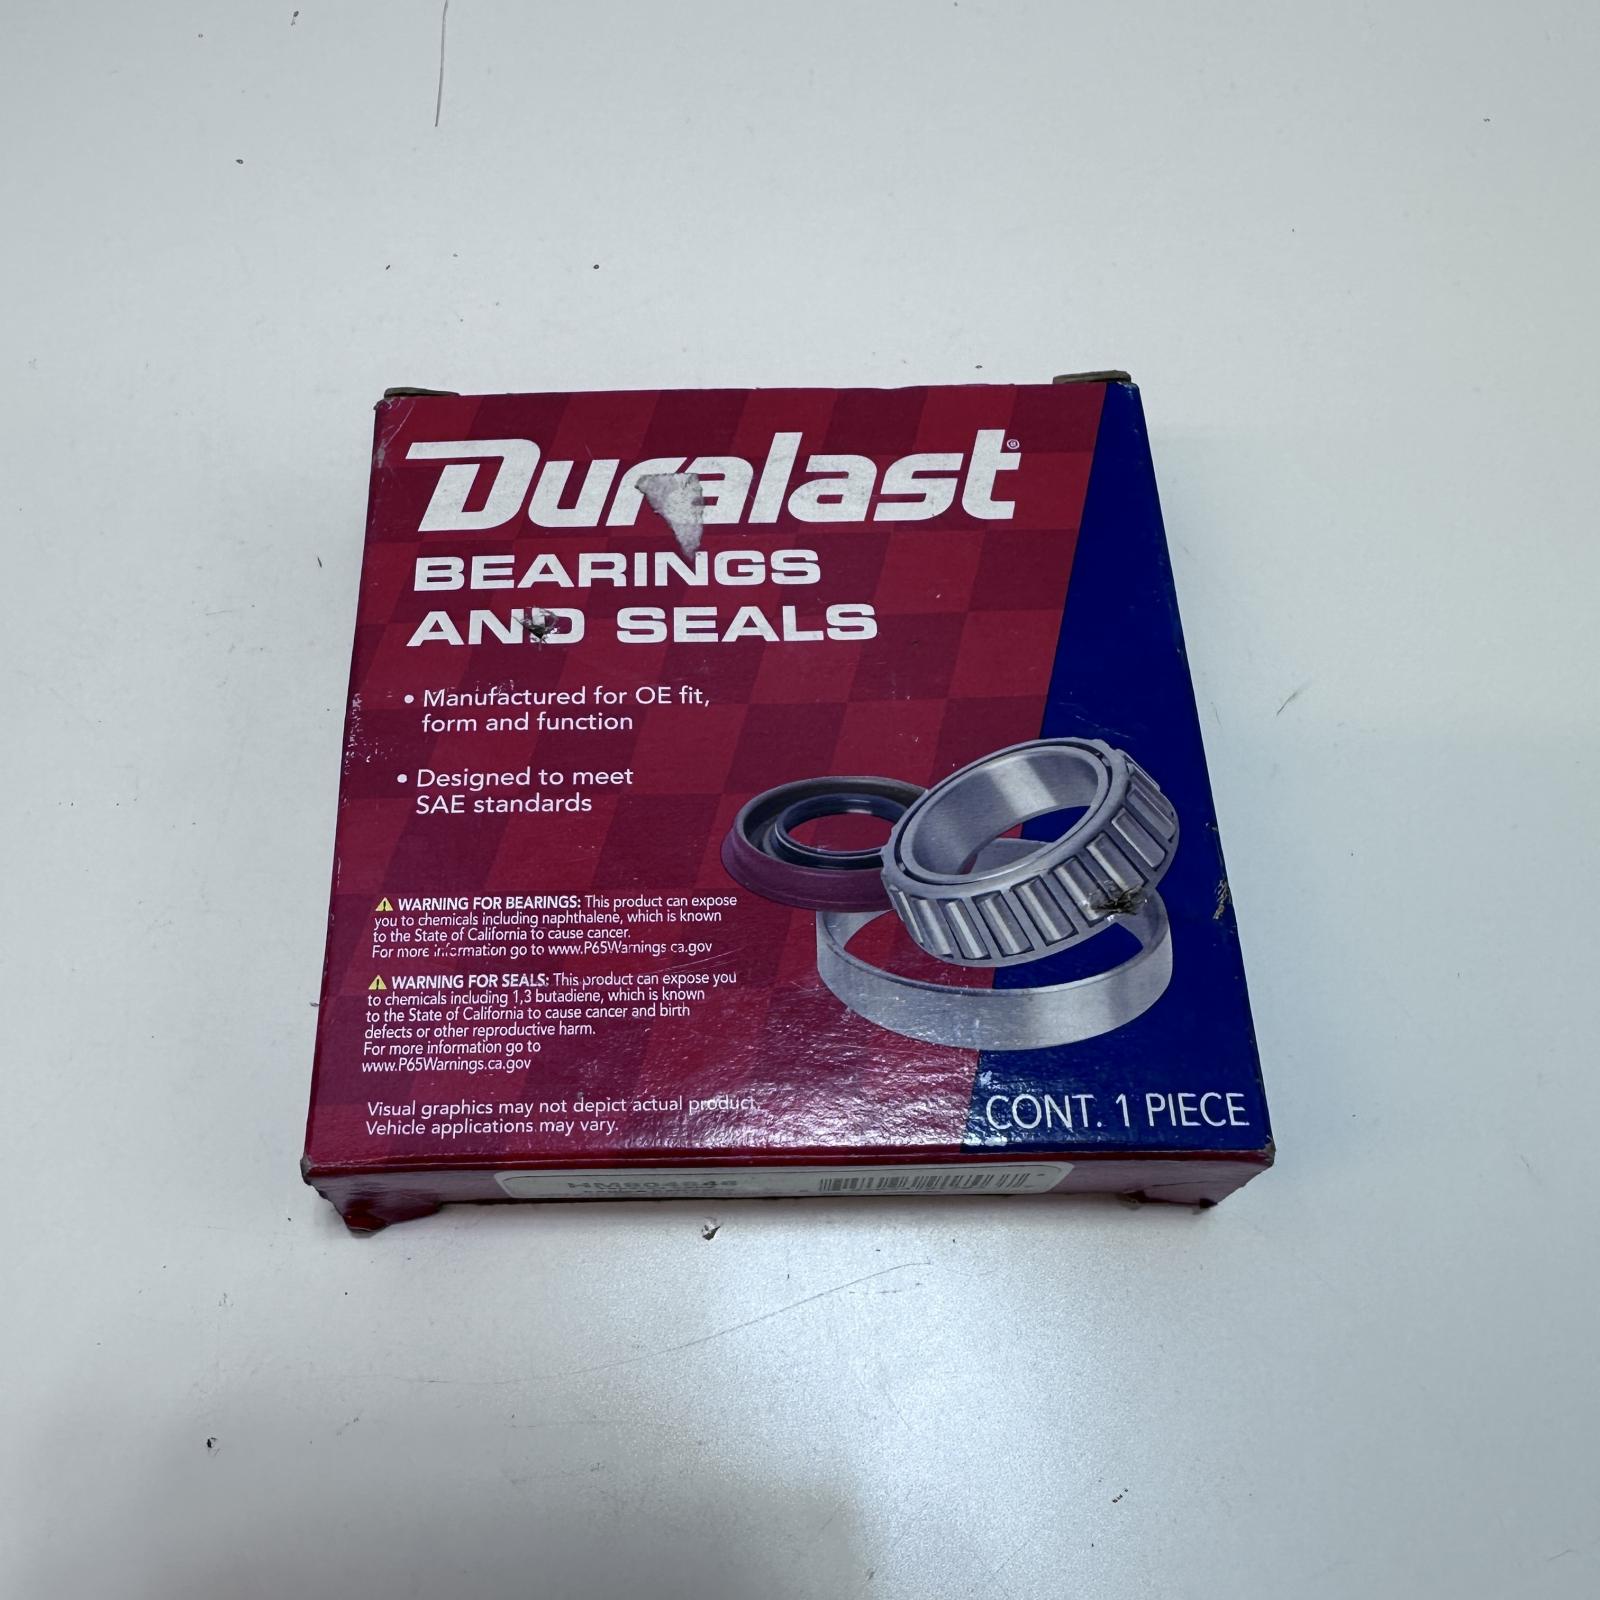 Duralast®
BEARINGS
AND SEALS
• Manufactured for OE fit,
form and function
• Designed to meet
SAE standards
⚠ WARNING FOR BEARINGS: This product can expose
you to chemicals including naphthalene, which is known
to the State of California to cause cancer.
For more information go to www.P65Warnings.ca.gov
⚠ WARNING FOR SEALS: This product can expose you
to chemicals including 1,3 butadiene, which is known
to the State of California to cause cancer and birth
defects or other reproductive harm.
For more information go to
www.P65Warnings.ca.gov
Visual graphics may not depict actual product.
Vehicle applications may vary.
CONT. 1 PIECE